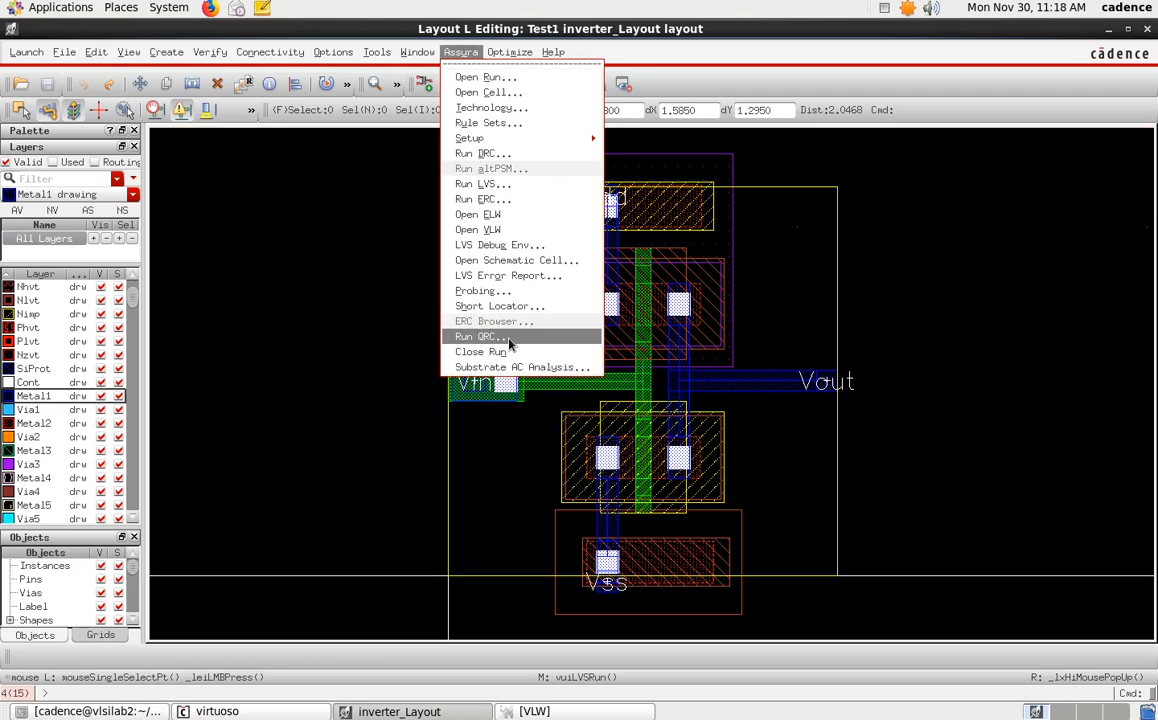 Applications Places System Mon Nov 30, 11:18 AM cadence
Layout L Editing: Test1 inverter_Layout layout
Launch File Edit View Create Verify Connectivity Options Tools Window Assura Optimize Help cādence
(F)Select:0 Sel(N):0 Sel(I):0 dX 1.5850 dY 1.2950 Dist:2.0468 Cmd:
Open Run...
Open Cell...
Technology...
Rule Sets...
Setup
Run DRC...
Run altPSM...
Run LVS...
Run ERC...
Open ELW
Open VLW
LVS Debug Env...
Open Schematic Cell...
LVS Error Report...
Probing...
Short Locator...
ERC Browser...
Run QRC...
Close Run
Substrate AC Analysis...
Palette
Layers
Valid Used Routing
Filter
Metal1 drawing
AV NV AS NS
Name Vis Sel
All Layers
Layer ... V S
Nhvt drw
Nlvt drw
Nimp drw
Phvt drw
Plvt drw
Nzvt drw
SiProt drw
Cont drw
Metal1 drw
Via1 drw
Metal2 drw
Via2 drw
Metal3 drw
Via3 drw
Metal4 drw
Via4 drw
Metal5 drw
Via5 drw
Objects
Objects V S
Instances
Pins
Vias
Label
Shapes
Objects Grids
Vin
Vout
Vss
mouse L: mouseSingleSelectPt() _leiLMBPress() M: vuiLVSRun() R: _lxHiMousePopUp()
4(15) > Cmd:
[cadence@vlsilab2:~/... virtuoso inverter_Layout [VLW]